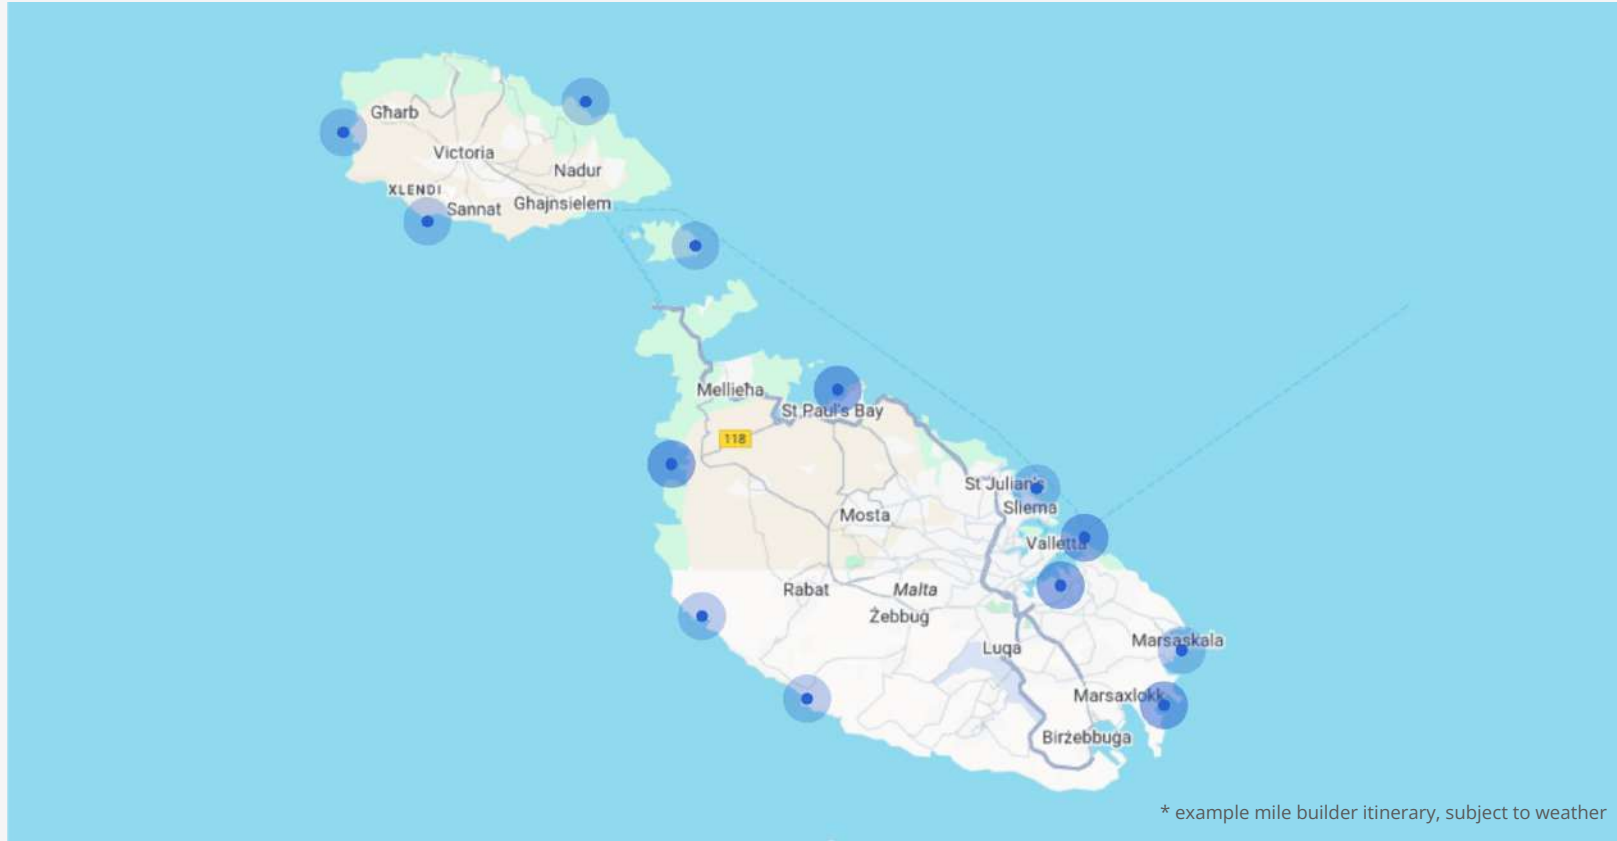 Għarb
Victoria
Nadur
XLENDI
Sannat
Għajnsielem
Mellieħa
St Paul's Bay
118
St Julian's
Sliema
Mosta
Valletta
Rabat
Malta
Żebbuġ
Luqa
Marsaskala
Marsaxlokk
Birżebbuġa
* example mile builder itinerary, subject to weather